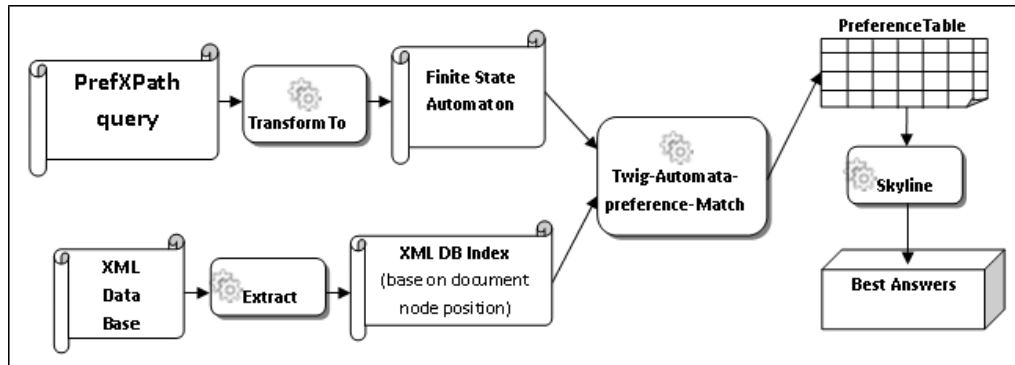 PrefXPath
query
Transform To
Finite State
Automaton
Twig-Automata-
preference-Match
PreferenceTable
Skyline
Best Answers
XML
Data
Base
Extract
XML DB Index
(base on document
node position)